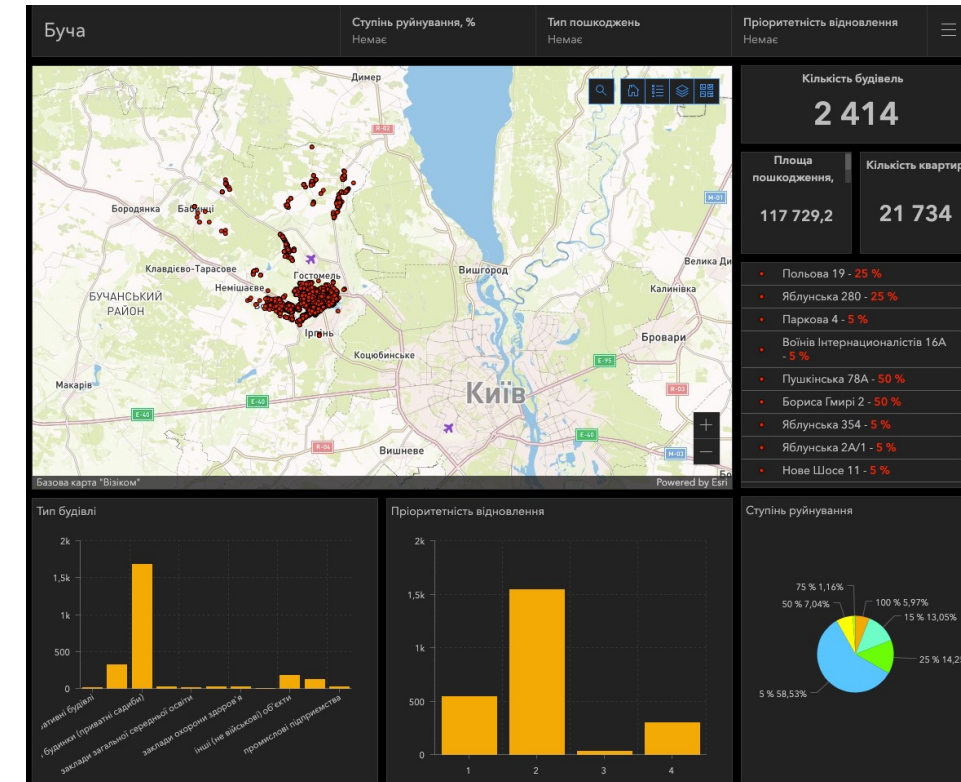 Буча
Ступінь руйнування, %
Немає
Тип пошкоджень
Немає
Пріоритетність відновлення
Немає
Димер
R-02
M-01
Бородянка
Бабинці
Клавдієво-Тарасове
Гостомель
Немішаєве
БУЧАНСЬКИЙ
РАЙОН
Ірпінь
Вишгород
Велика Ди
Калинівка
Бровари
Коцюбинське
E-95
Макарів
Київ
E-40
E-40
R-03
E-40
R-04
Вишневе
M-03
Бо
Базова карта "Візіком"
Powered by Esri
Кількість будівель
2 414
Площа
пошкодження,
117 729,2
Кількість квартир
21 734
Польова 19 - 25 %
Яблунська 280 - 25 %
Паркова 4 - 5 %
Воїнів Інтернационалістів 16А
- 5 %
Пушкінська 78А - 50 %
Бориса Гмирі 2 - 50 %
Яблунська 354 - 5 %
Яблунська 2А/1 - 5 %
Нове Шосе 11 - 5 %
Тип будівлі
2k
1,5k
1k
500
0
ативні будівлі
будинки (приватні садиби)
заклади загальної середньої освіти
заклади охорони здоров'я
інші (не військові) об'єкти
промислові підприємства
Пріоритетність відновлення
2k
1,5k
1k
500
0
1 2 3 4
Ступінь руйнування
75 % 1,16%
50 % 7,04%
100 % 5,97%
15 % 13,05%
25 % 14,2
5 % 58,53%